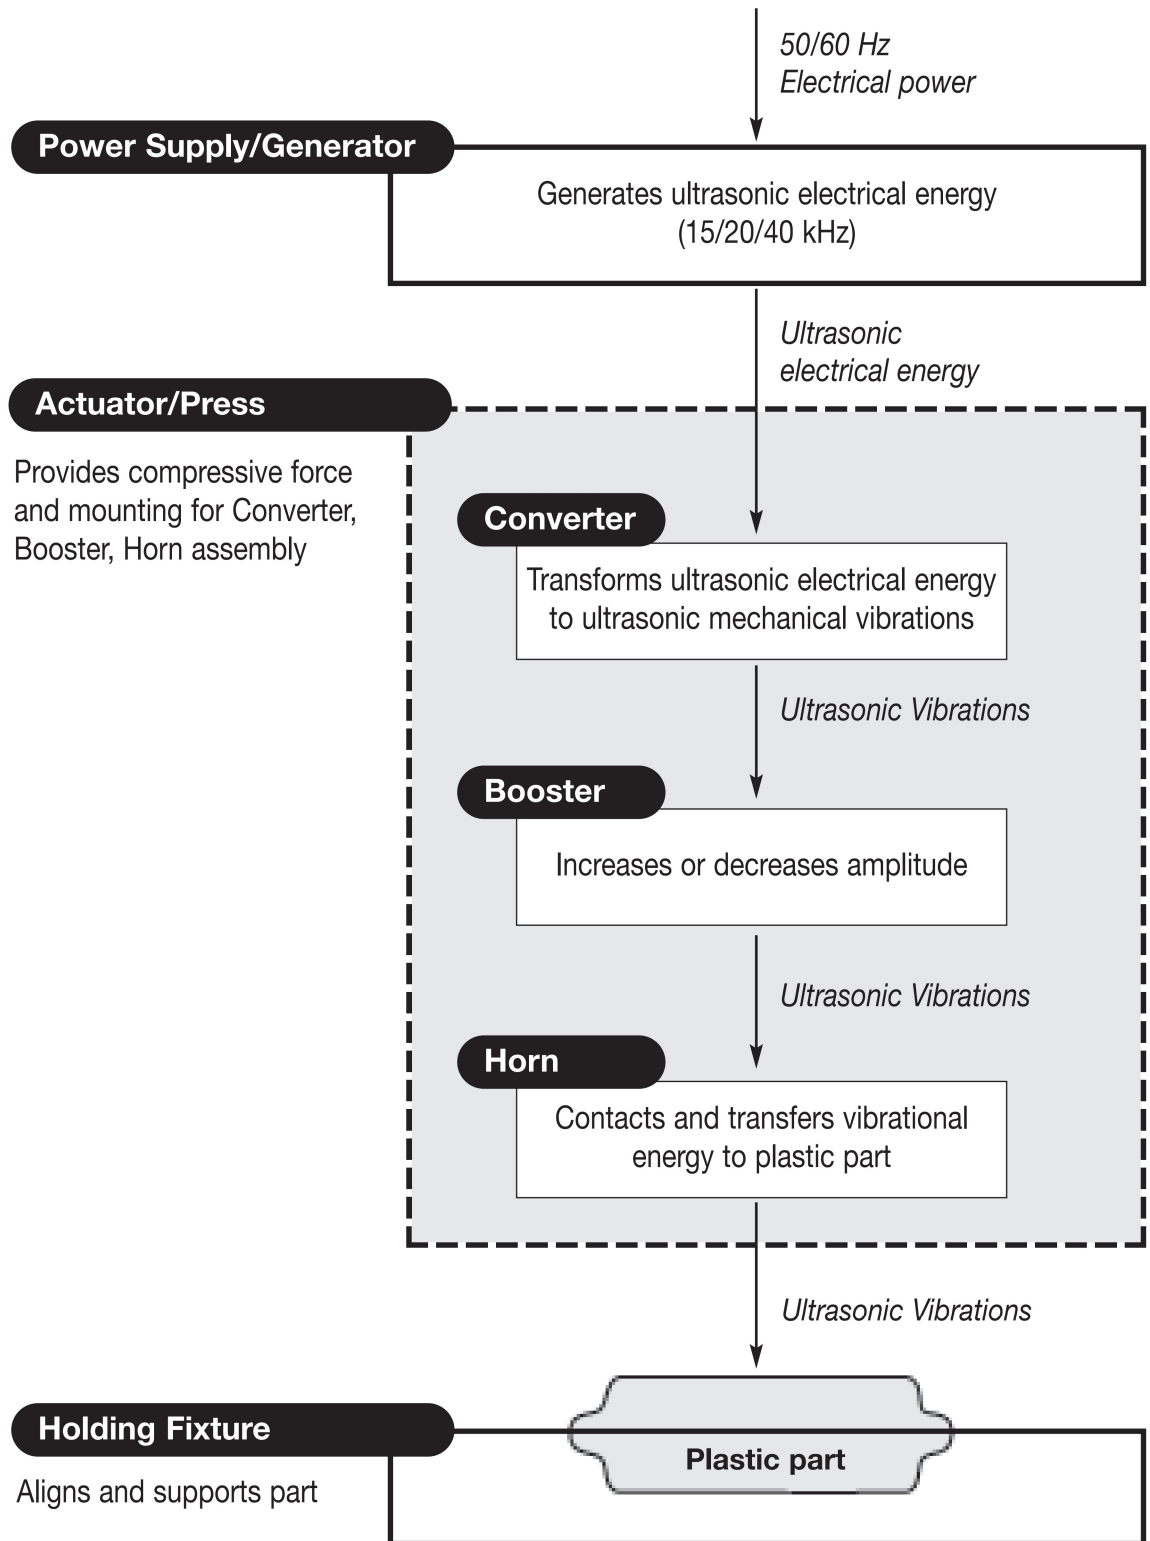 50/60 Hz
Electrical power
Power Supply/Generator
Generates ultrasonic electrical energy
(15/20/40 kHz)
Ultrasonic
electrical energy
Actuator/Press
Provides compressive force
and mounting for Converter,
Booster, Horn assembly
Converter
Transforms ultrasonic electrical energy
to ultrasonic mechanical vibrations
Ultrasonic Vibrations
Booster
Increases or decreases amplitude
Ultrasonic Vibrations
Horn
Contacts and transfers vibrational
energy to plastic part
Ultrasonic Vibrations
Holding Fixture
Aligns and supports part
Plastic part